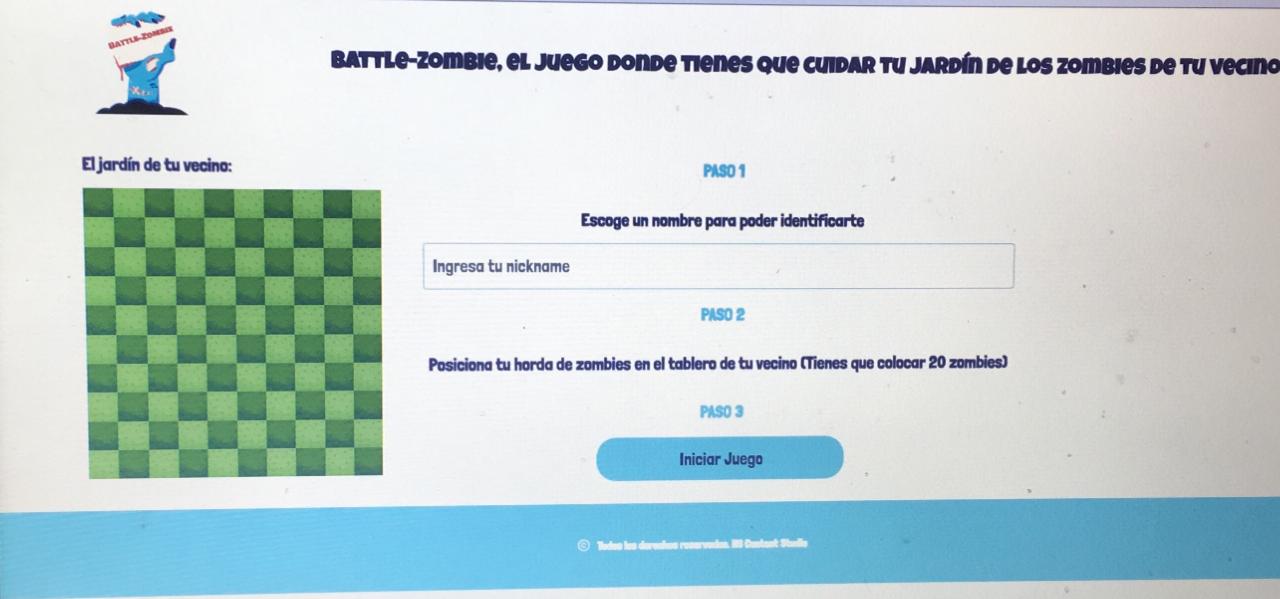 BATTLE-ZOMBIE
BATTLE-ZOMBIE, EL JUEGO DONDE TIENES QUE CUIDAR TU JARDÍN DE LOS ZOMBIES DE TU VECINO
El jardín de tu vecino:
PASO 1
Escoge un nombre para poder identificarte
Ingresa tu nickname
PASO 2
Posiciona tu horda de zombies en el tablero de tu vecino (Tienes que colocar 20 zombies)
PASO 3
Iniciar Juego
© Todos los derechos reservados.